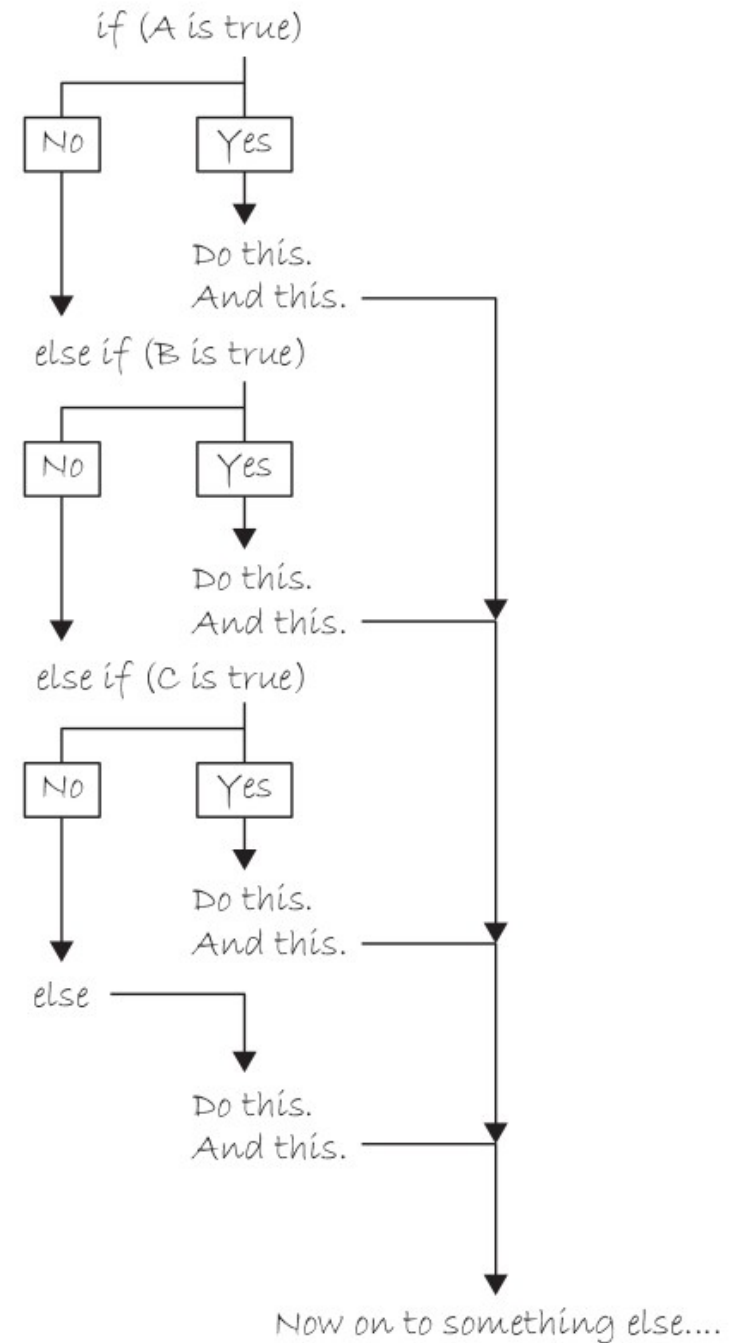 if (A is true)
No
Yes
Do this.
And this.
else if (B is true)
No
Yes
Do this.
And this.
else if (C is true)
No
Yes
Do this.
And this.
else
Do this.
And this.
Now on to something else....